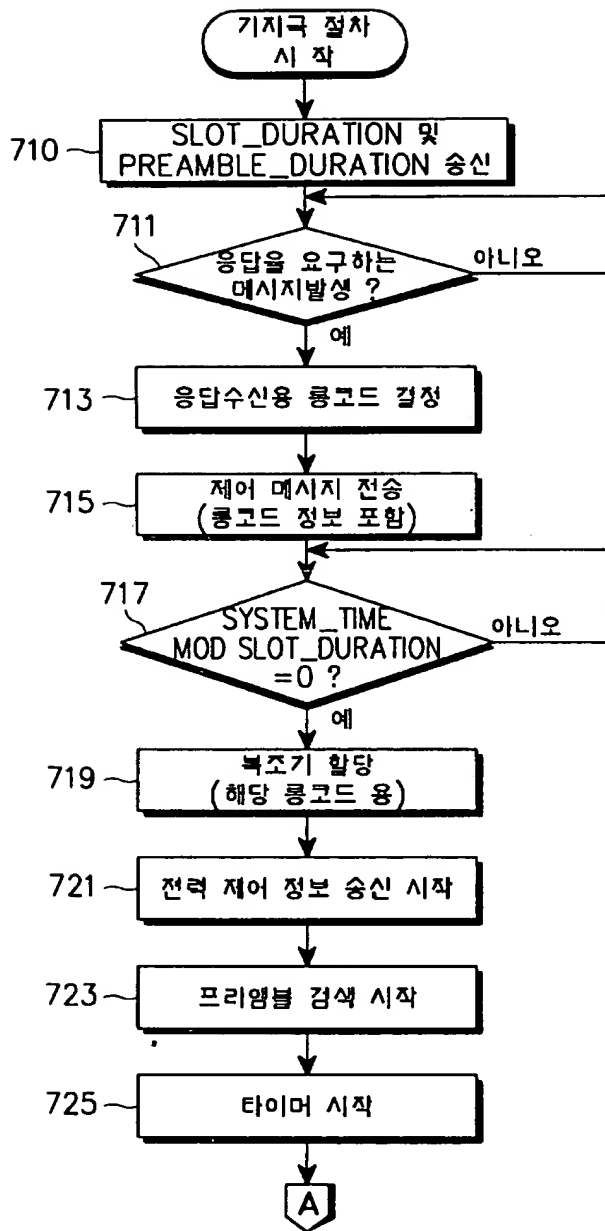 기지국 절차
시 작
710
SLOT_DURATION 및
PREAMBLE_DURATION 송신
711
응답을 요구하는
메시지발생 ?
아니오
예
713
응답수신용 롱코드 결정
715
제어 메시지 전송
(롱코드 정보 포함)
717
SYSTEM_TIME
MOD SLOT_DURATION
=0 ?
아니오
예
719
복조기 할당
(해당 롱코드 용)
721
전력 제어 정보 송신 시작
723
프리앰블 검색 시작
725
타이머 시작
A